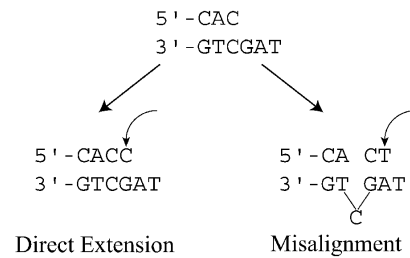 5'-CAC
3'-GTCGAT
5'-CACC
3'-GTCGAT
Direct Extension
5'-CA CT
3'-GT GAT
C
Misalignment